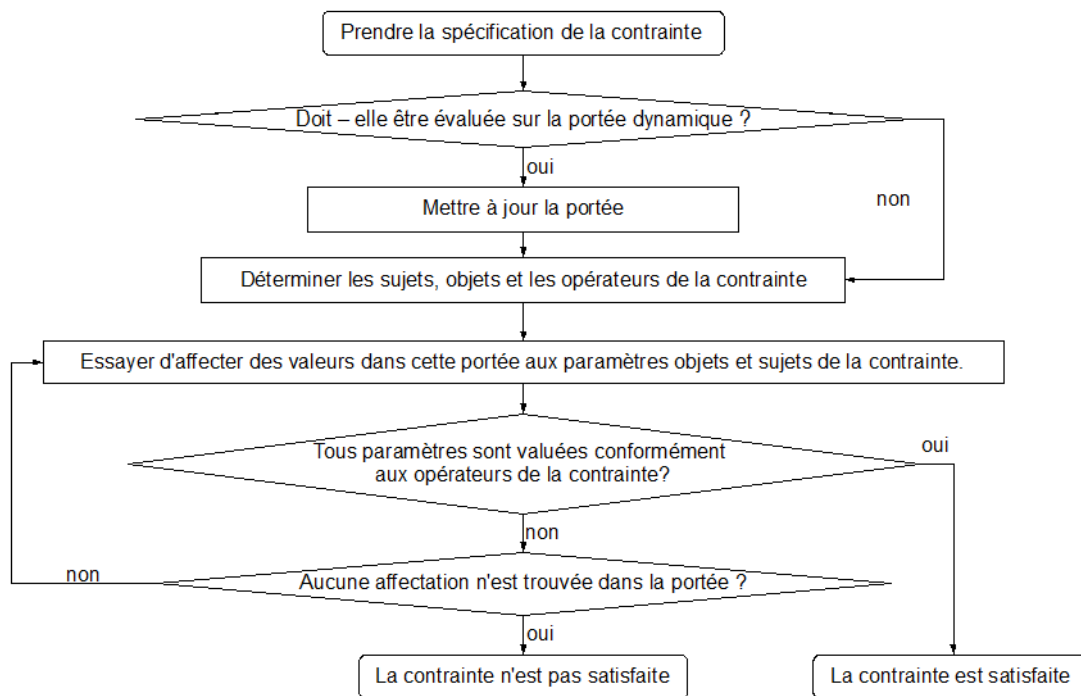 Prendre la spécification de la contrainte
Doit – elle être évaluée sur la portée dynamique ?
oui
non
Mettre à jour la portée
Déterminer les sujets, objets et les opérateurs de la contrainte
Essayer d'affecter des valeurs dans cette portée aux paramètres objets et sujets de la contrainte.
Tous paramètres sont valuées conformément
aux opérateurs de la contrainte?
oui
non
Aucune affectation n'est trouvée dans la portée ?
non
oui
La contrainte n'est pas satisfaite
La contrainte est satisfaite